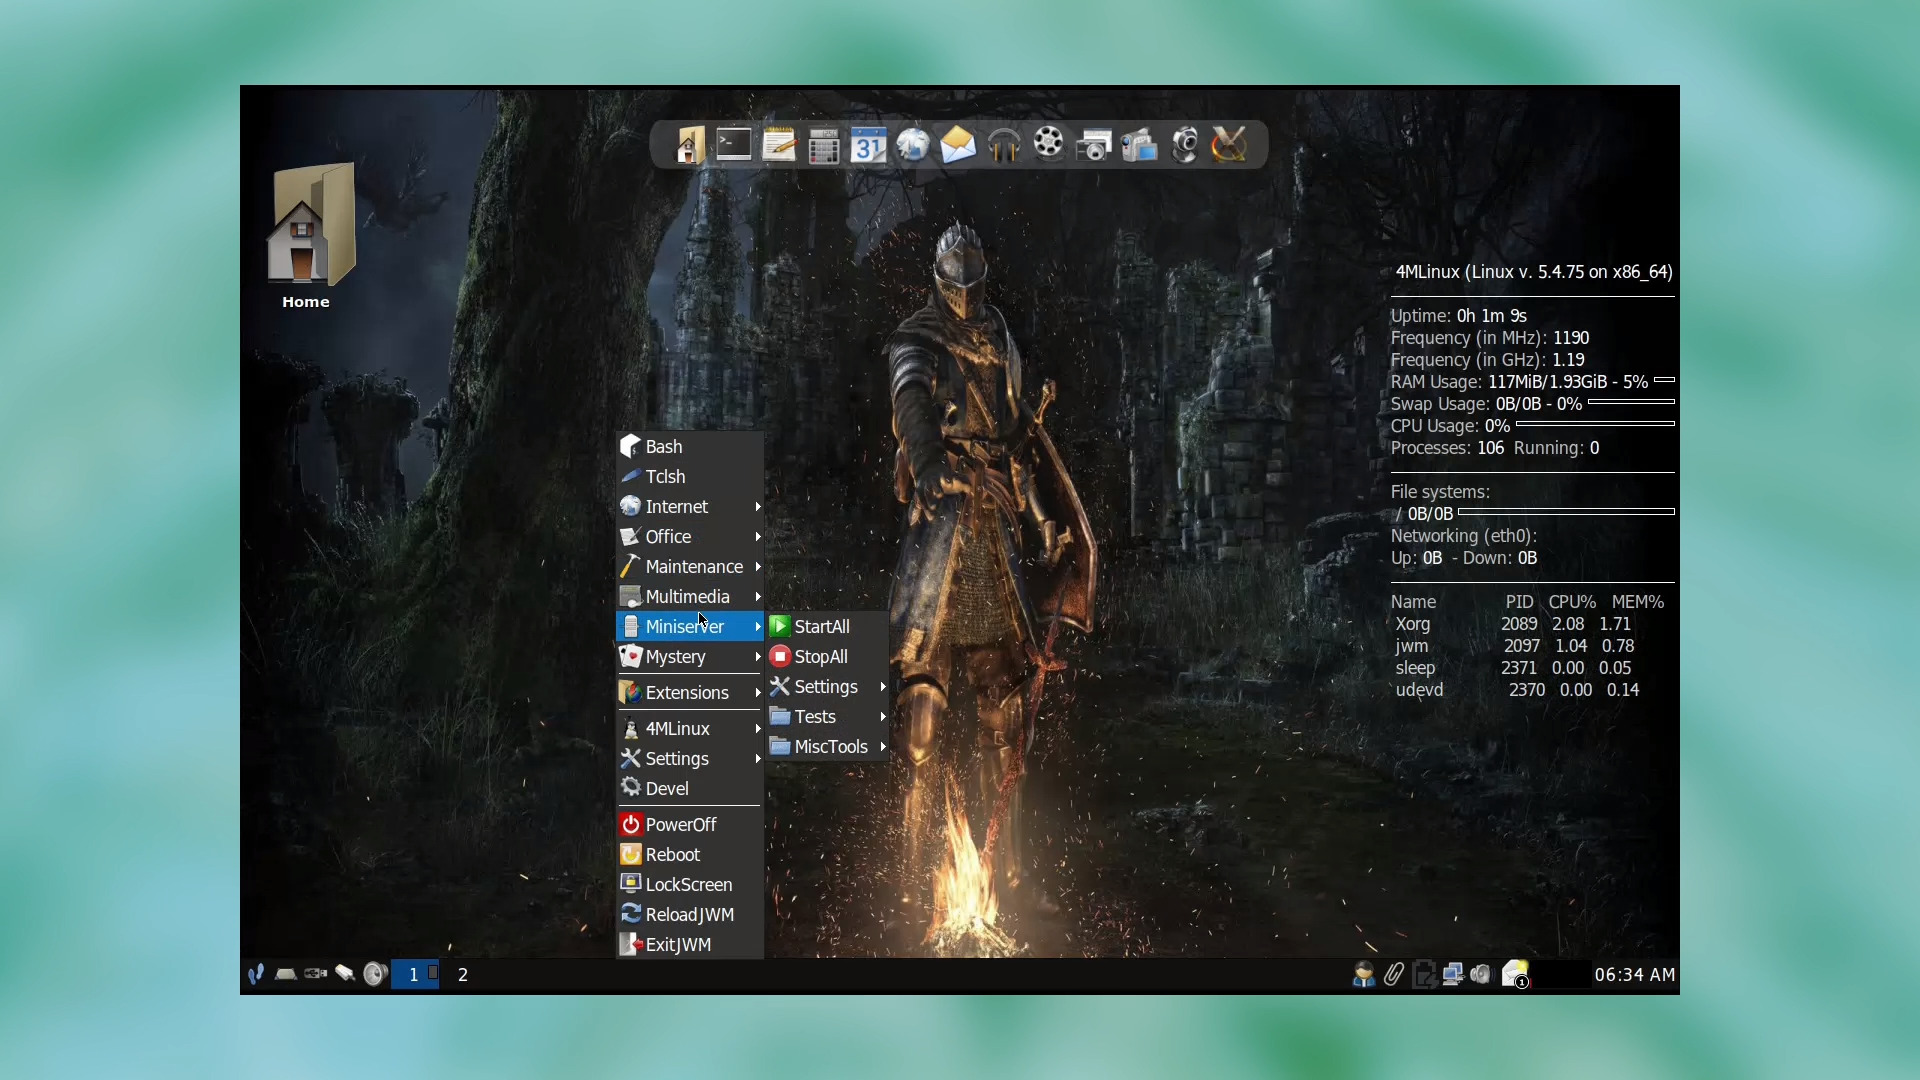 31
Home
4MLinux (Linux v. 5.4.75 on x86_64)
Uptime: 0h 1m 9s
Frequency (in MHz): 1190
Frequency (in GHz): 1.19
RAM Usage: 117MiB/1.93GiB - 5%
Swap Usage: 0B/0B - 0%
CPU Usage: 0%
Processes: 106 Running: 0
File systems:
/ 0B/0B
Networking (eth0):
Up: 0B - Down: 0B
Name PID CPU% MEM%
Xorg 2089 2.08 1.71
jwm 2097 1.04 0.78
sleep 2371 0.00 0.05
udevd 2370 0.00 0.14
Bash
Tclsh
Internet
Office
Maintenance
Multimedia
Miniserver
Mystery
Extensions
4MLinux
Settings
Devel
PowerOff
Reboot
LockScreen
ReloadJWM
ExitJWM
StartAll
StopAll
Settings
Tests
MiscTools
1
2
1
06:34 AM